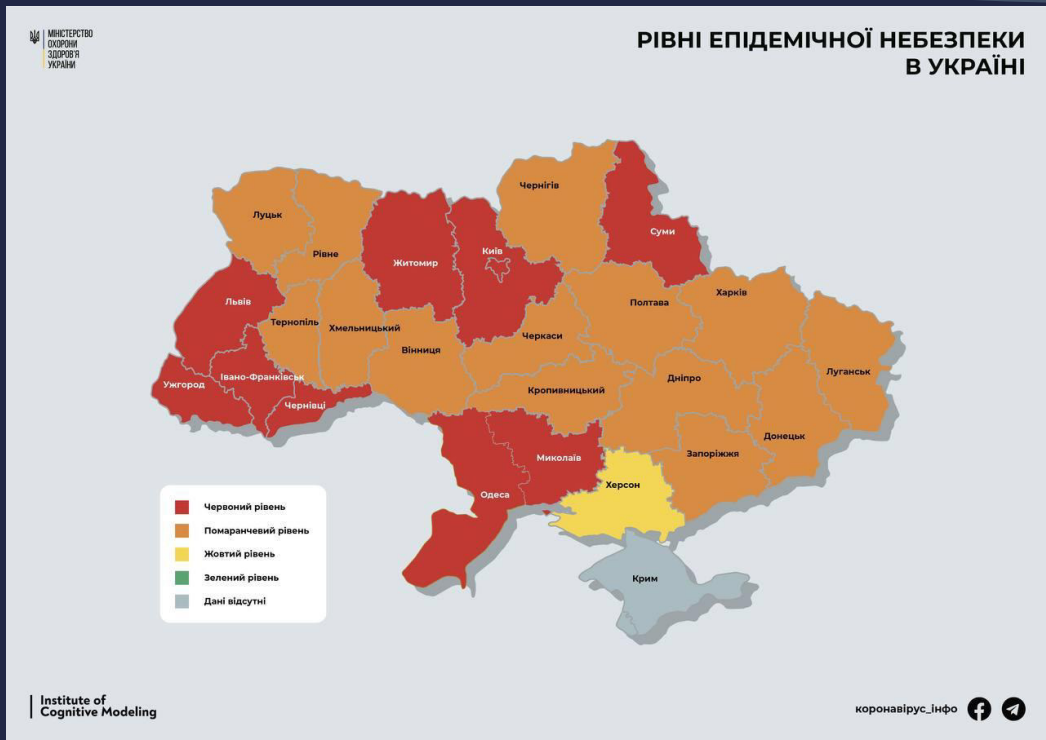 МІНІСТЕРСТВО
ОХОРОНИ
ЗДОРОВ'Я
УКРАЇНИ
РІВНІ ЕПІДЕМІЧНОЇ НЕБЕЗПЕКИ
В УКРАЇНІ
Чернігів
Луцьк
Суми
Рівне
Київ
Житомир
Львів
Харків
Полтава
Тернопіль
Хмельницький
Черкаси
Вінниця
Луганськ
Ужгород
Івано-Франківськ
Дніпро
Кропивницький
Чернівці
Донецьк
Запоріжжя
Миколаїв
Херсон
Одеса
Червоний рівень
Помаранчевий рівень
Жовтий рівень
Зелений рівень
Дані відсутні
Крим
Institute of
Cognitive Modeling
коронавірус_інфо